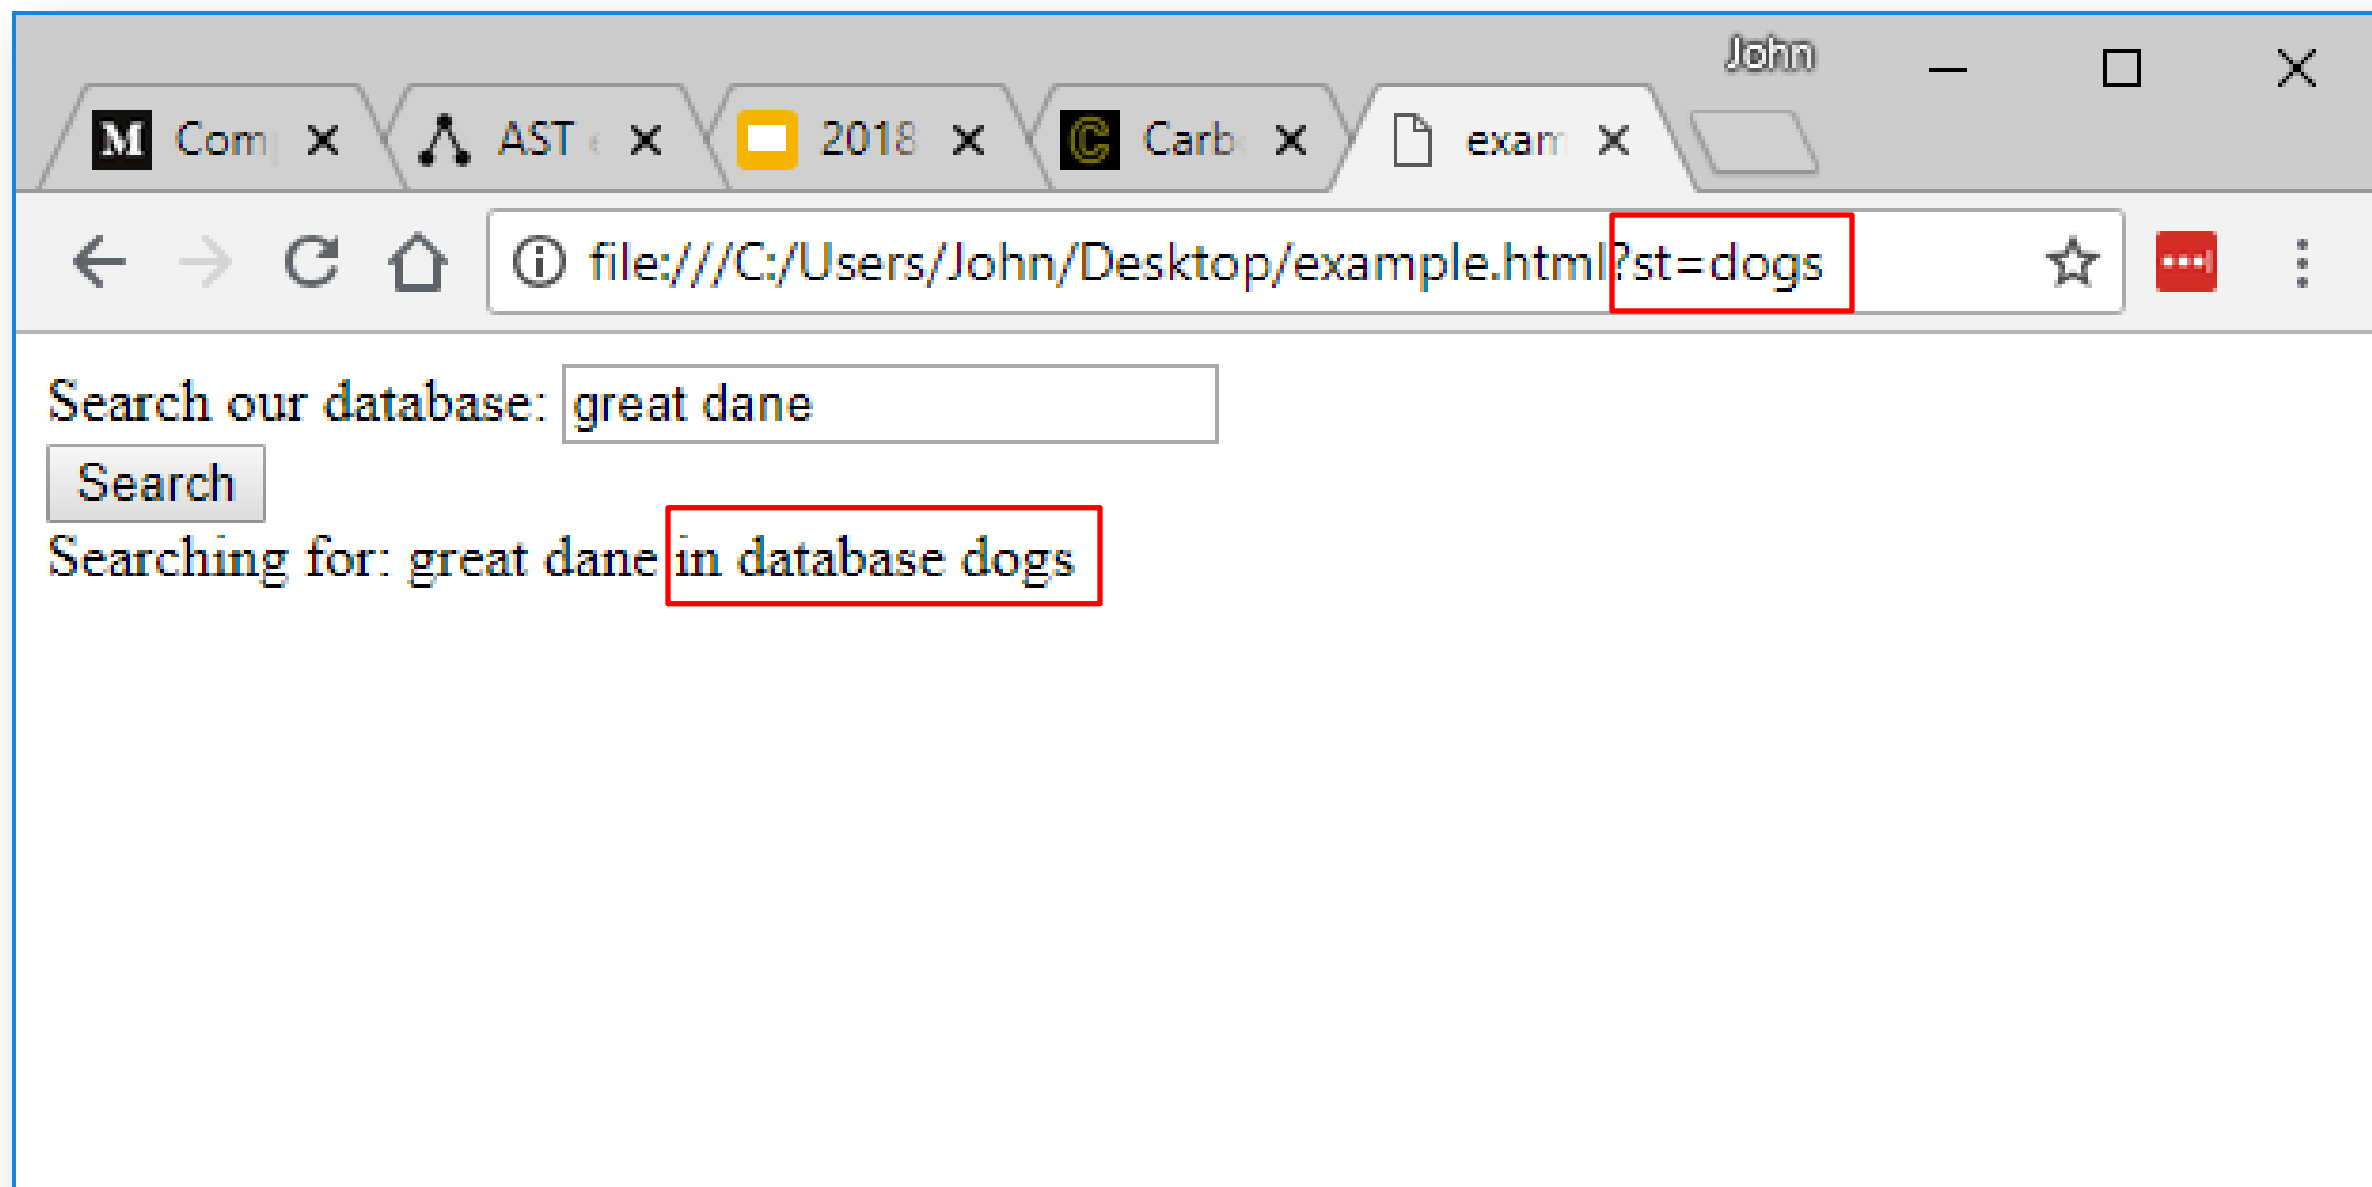 John
M Com AST 2018 C Carb exam
file:///C:/Users/John/Desktop/example.html?st=dogs
Search our database: great dane
Search
Searching for: great dane in database dogs